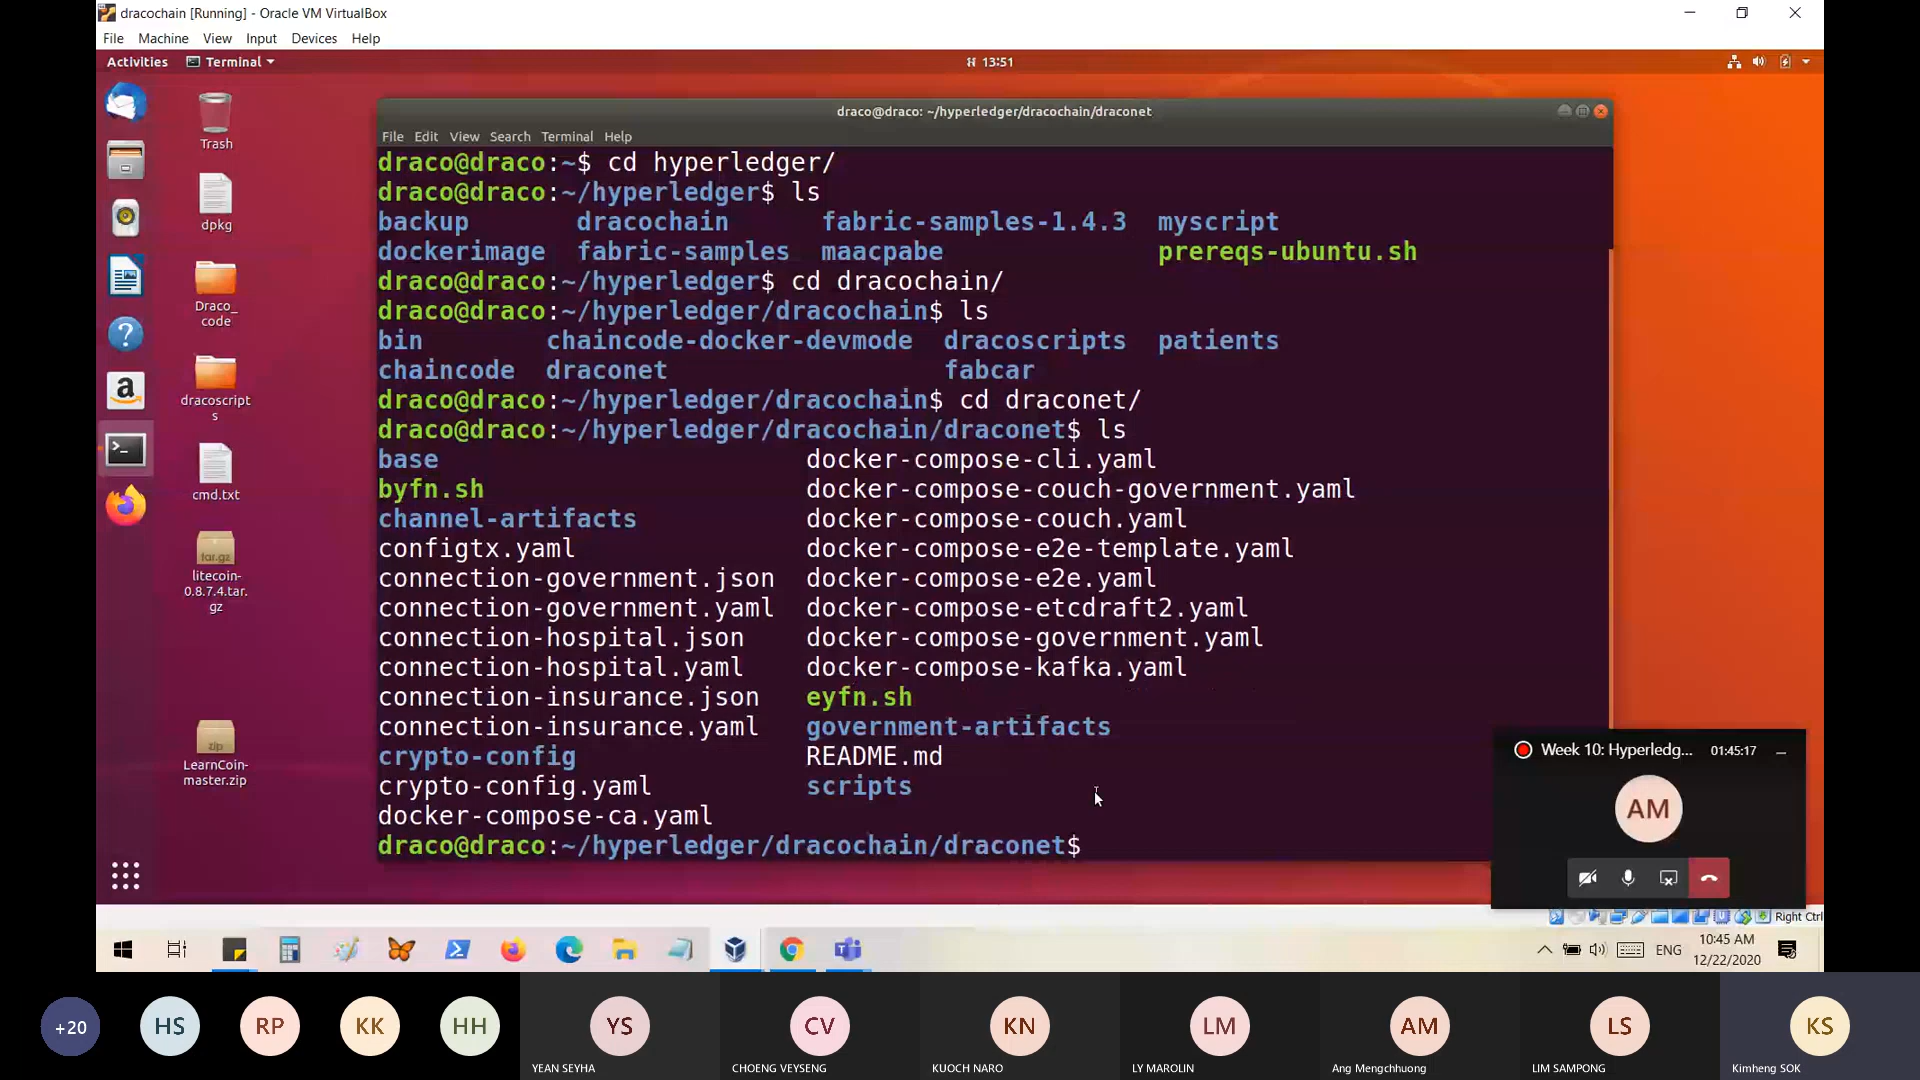 dracochain [Running] - Oracle VM VirtualBox
File Machine View Input Devices Help
Activities Terminal 13:51
Trash
dpkg
Draco_
code
dracoscript
s
cmd.txt
tar.gz
litecoin-
0.8.7.4.tar.
gz
zip
LearnCoin-
master.zip
draco@draco: ~/hyperledger/dracochain/draconet
File Edit View Search Terminal Help
draco@draco:~$ cd hyperledger/
draco@draco:~/hyperledger$ ls
backup dracochain fabric-samples-1.4.3 myscript
dockerimage fabric-samples maacpabe prereqs-ubuntu.sh
draco@draco:~/hyperledger$ cd dracochain/
draco@draco:~/hyperledger/dracochain$ ls
bin chaincode-docker-devmode dracoscripts patients
chaincode draconet fabcar
draco@draco:~/hyperledger/dracochain$ cd draconet/
draco@draco:~/hyperledger/dracochain/draconet$ ls
base docker-compose-cli.yaml
byfn.sh docker-compose-couch-government.yaml
channel-artifacts docker-compose-couch.yaml
configtx.yaml docker-compose-e2e-template.yaml
connection-government.json docker-compose-e2e.yaml
connection-government.yaml docker-compose-etcdraft2.yaml
connection-hospital.json docker-compose-government.yaml
connection-hospital.yaml docker-compose-kafka.yaml
connection-insurance.json eyfn.sh
connection-insurance.yaml government-artifacts
crypto-config README.md
crypto-config.yaml scripts
docker-compose-ca.yaml
draco@draco:~/hyperledger/dracochain/draconet$
Week 10: Hyperledg... 01:45:17
AM
Right Ctrl
ENG
10:45 AM
12/22/2020
+20 HS RP KK HH YS CV KN LM AM LS KS
YEAN SEYHA CHOENG VEYSENG KUOCH NARO LY MAROLIN Ang Mengchhuong LIM SAMPONG Kimheng SOK